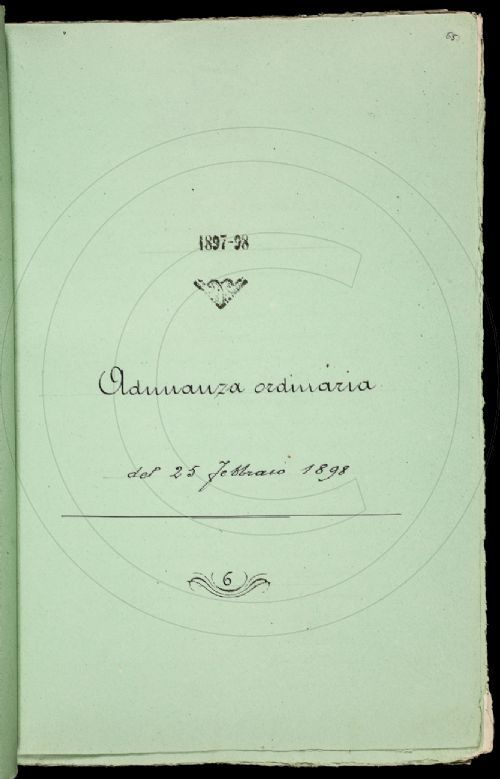 65
1897-98
Adunanza ordinaria
del 25 Febbraio 1898
6